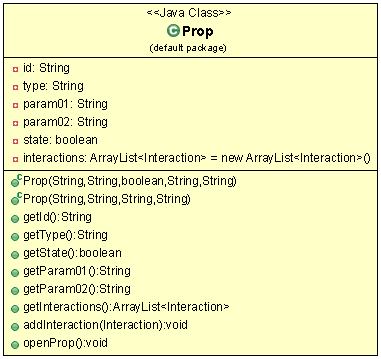 <<Java Class>>
Prop
(default package)
id: String
type: String
param01: String
param02: String
state: boolean
interactions: ArrayList<Interaction> = new ArrayList<Interaction>()
Prop(String,String,boolean,String,String)
Prop(String,String,String,String)
getId():String
getType():String
getState():boolean
getParam01():String
getParam02():String
getInteractions():ArrayList<Interaction>
addInteraction(Interaction):void
openProp():void